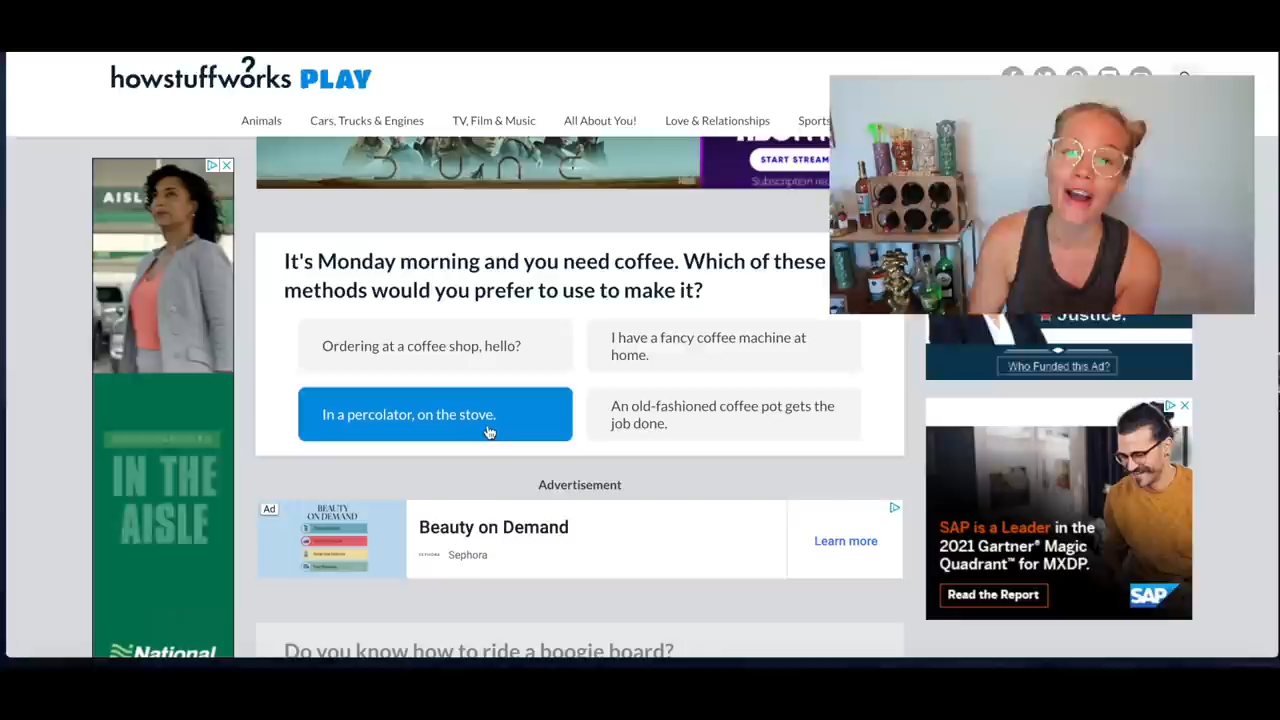 howstuffworks PLAY
Animals
Cars, Trucks & Engines
TV, Film & Music
All About You!
Love & Relationships
Sports
DUNE
START STREAM
Subscription
AISL
It's Monday morning and you need coffee. Which of these
methods would you prefer to use to make it?
Ordering at a coffee shop, hello?
I have a fancy coffee machine at
home.
In a percolator, on the stove.
An old-fashioned coffee pot gets the
job done.
Justice.
Who Funded this Ad?
IN THE
AISLE
National
Advertisement
Ad
BEAUTY
ON DEMAND
Beauty on Demand
SEPHORA
Sephora
Learn more
SAP is a Leader in the
2021 Gartner® Magic
Quadrant™ for MXDP.
Read the Report
SAP
Do you know how to ride a boogie board?